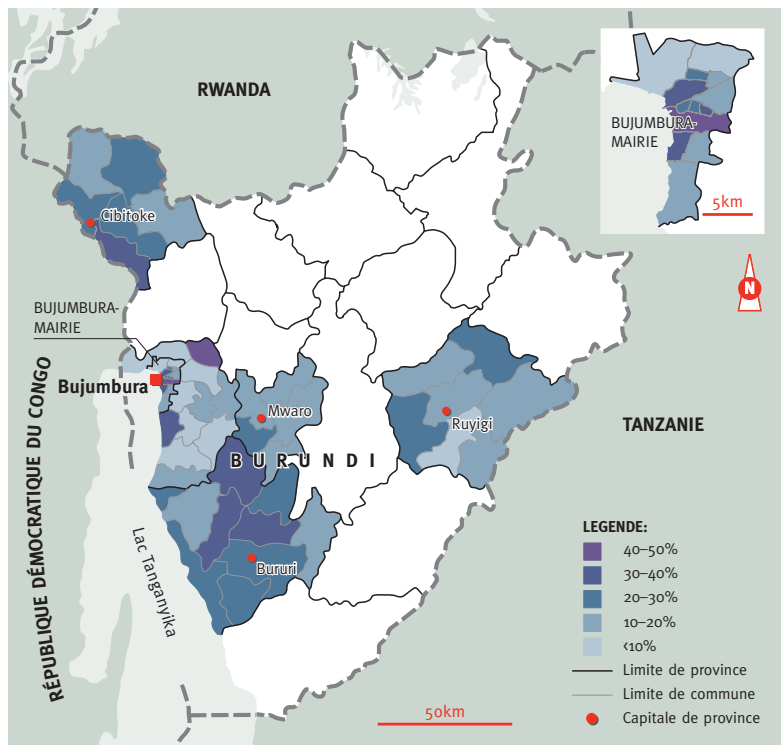 RWANDA
BUJUMBURA-
MAIRIE
5km
Cibitoke
N
BUJUMBURA-
MAIRIE
Bujumbura
Mwaro
Ruyigi
TANZANIE
BURUNDI
RÉPUBLIQUE DÉMOCRATIQUE DU CONGO
Lac Tanganyika
Bururi
LEGENDE:
40–50%
30–40%
20–30%
10–20%
<10%
Limite de province
Limite de commune
Capitale de province
50km